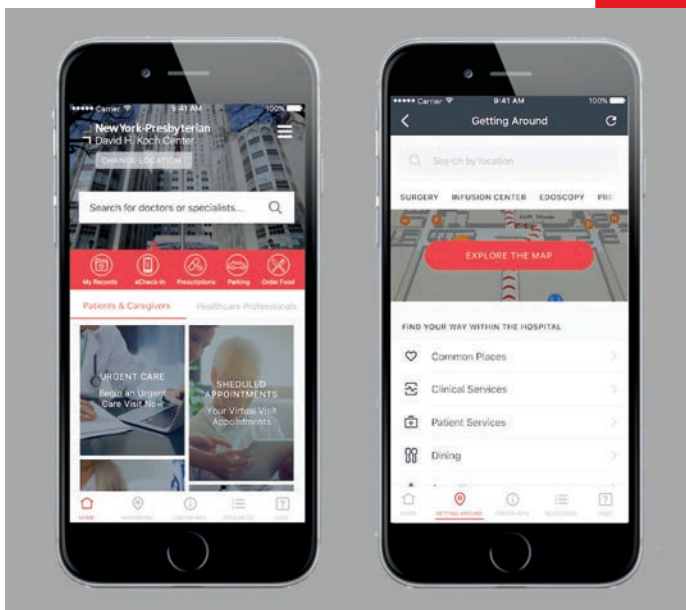 Carrier 9:41 AM 100%
NewYork-Presbyterian
David H. Koch Center
CHANGE LOCATION
Search for doctors or specialists...
My Records eCheck-In Prescriptions Parking Order Food
Patients & Caregivers Healthcare Professionals
URGENT CARE
Begin an Urgent
Care Visit Now
SHEDULED
APPOINTMENTS
Your Virtual Visit
Appointments
HOME
Carrier 9:41 AM 100%
Getting Around
Search by location
SURGERY INFUSION CENTER EDOSCOPY PRE
EXPLORE THE MAP
FIND YOUR WAY WITHIN THE HOSPITAL
Common Places
Clinical Services
Patient Services
Dining
HOME GETTING AROUND